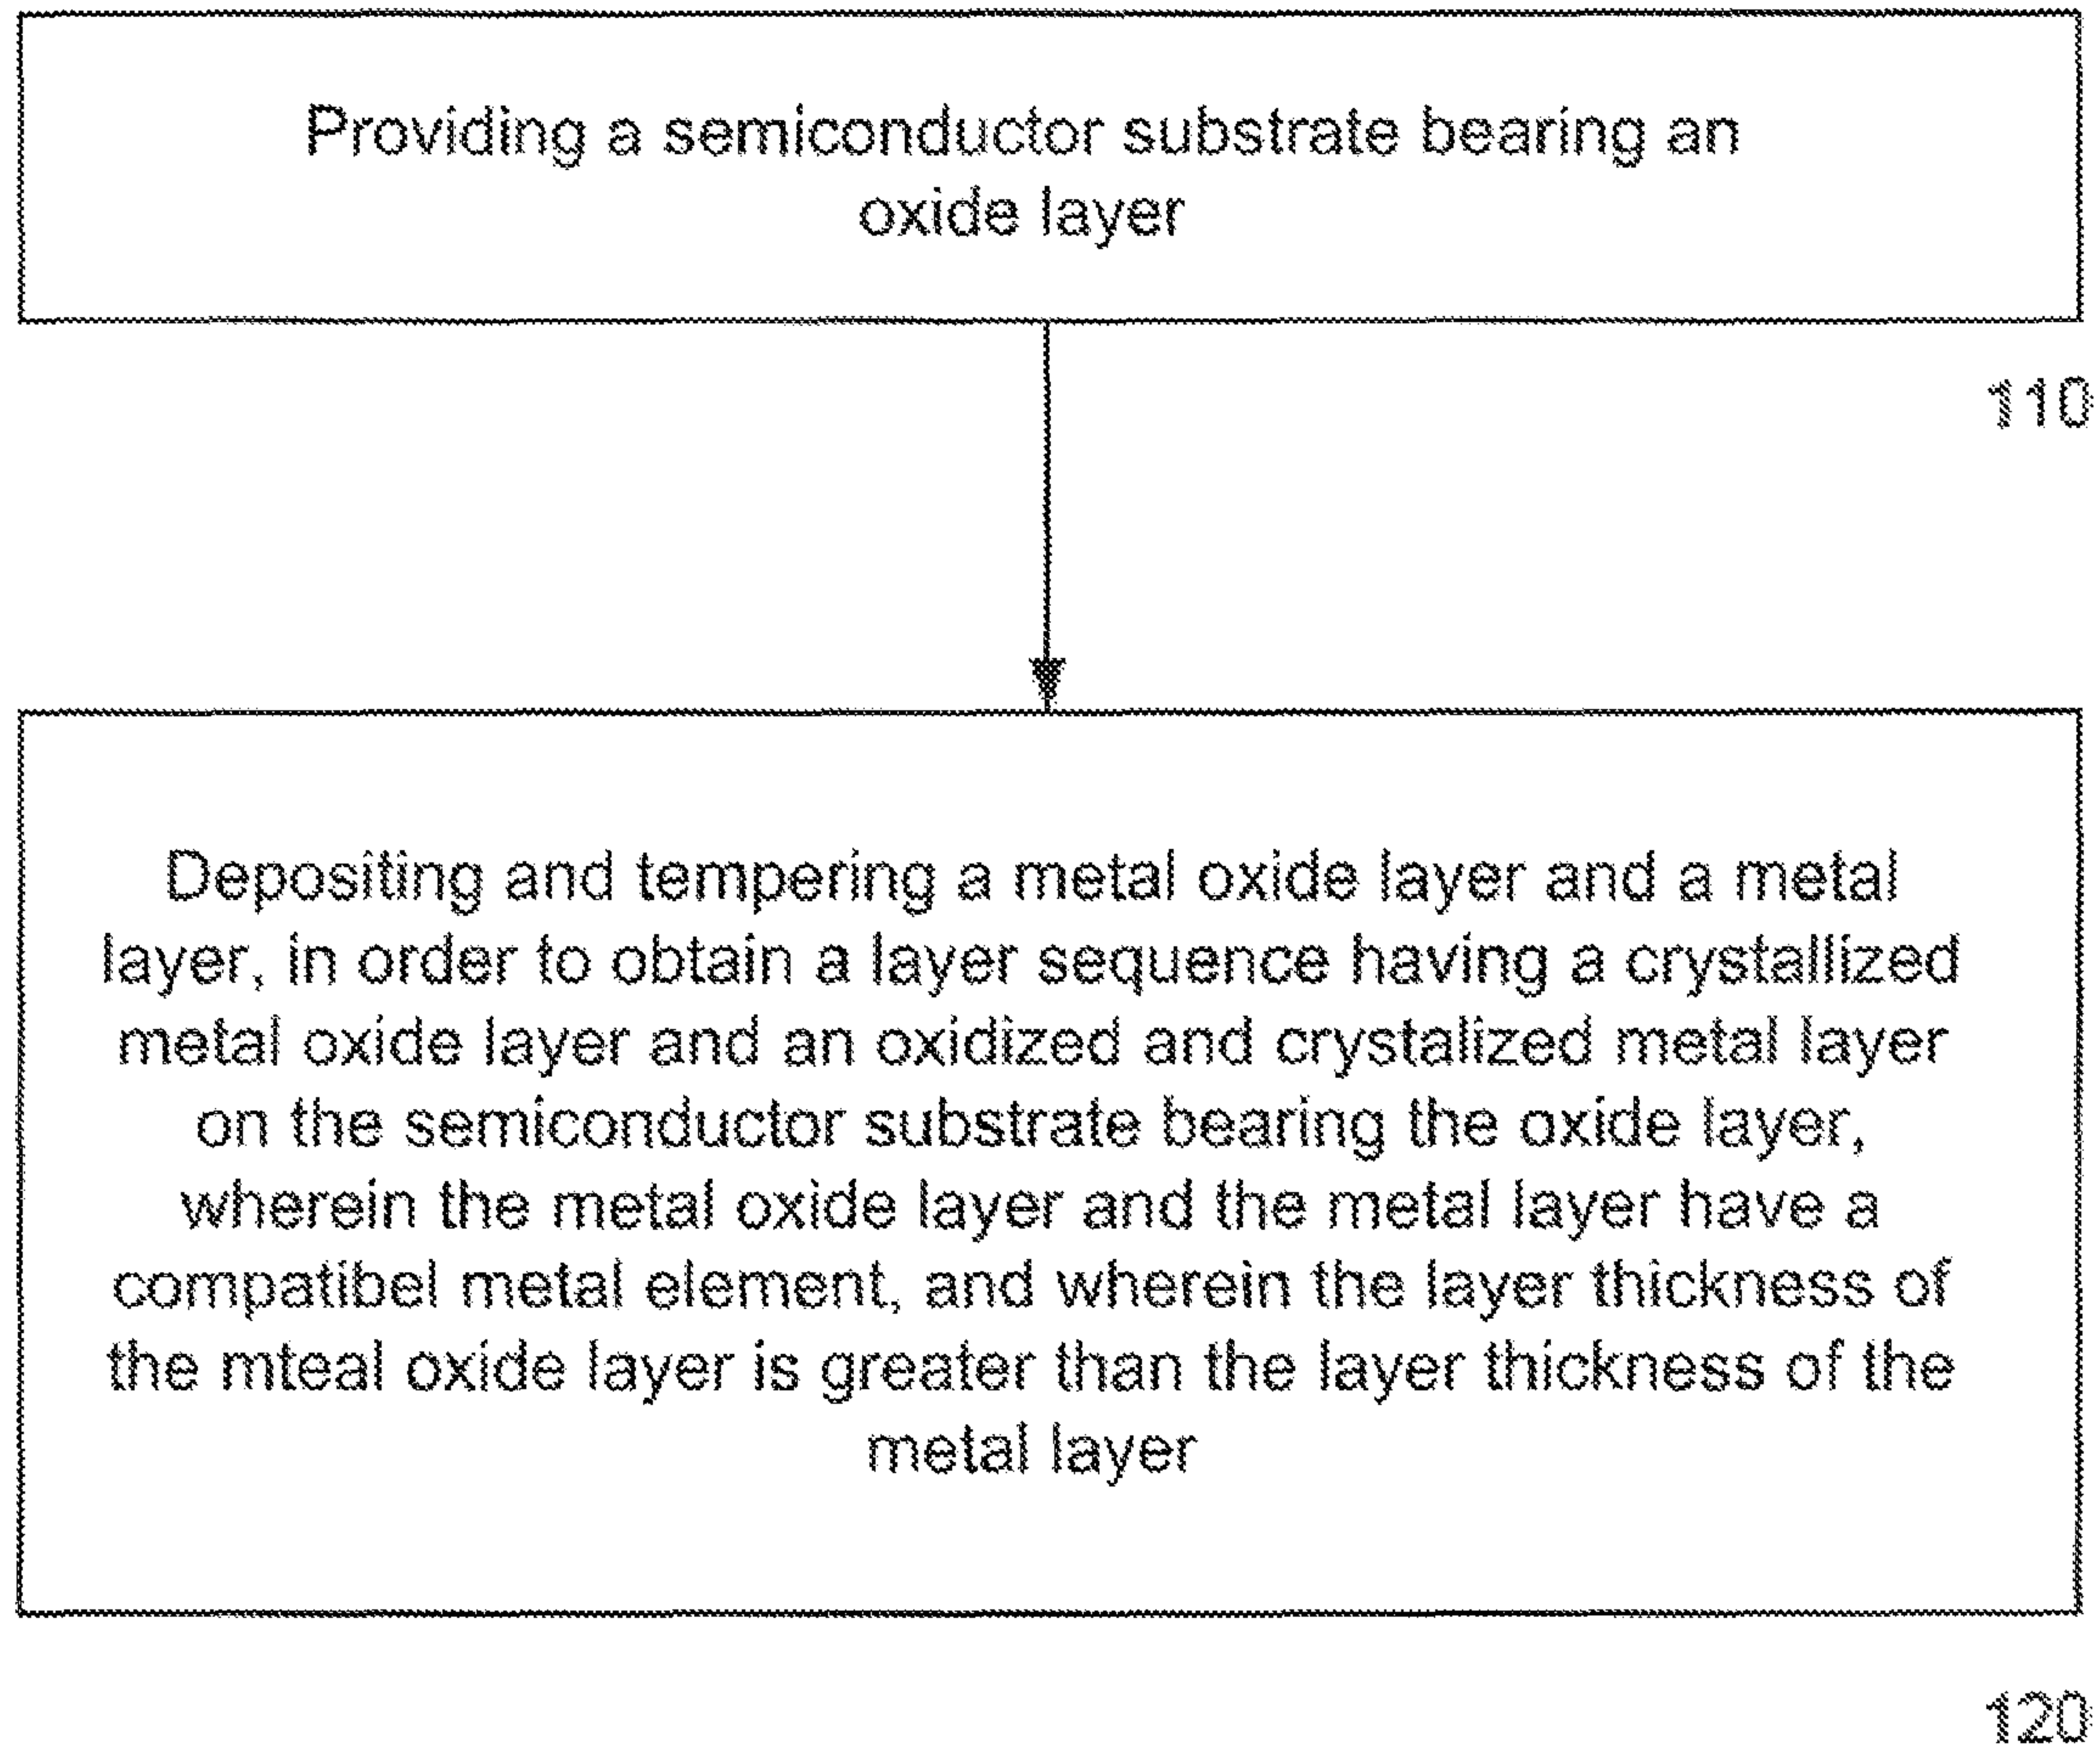 Providing a semiconductor substrate bearing an
oxide layer
110
Depositing and tempering a metal oxide layer and a metal
layer, in order to obtain a layer sequence having a crystallized
metal oxide layer and an oxidized and crystalized metal layer
on the semiconductor substrate bearing the oxide layer,
wherein the metal oxide layer and the metal layer have a
compatibel metal element, and wherein the layer thickness of
the mteal oxide layer is greater than the layer thickness of the
metal layer
120